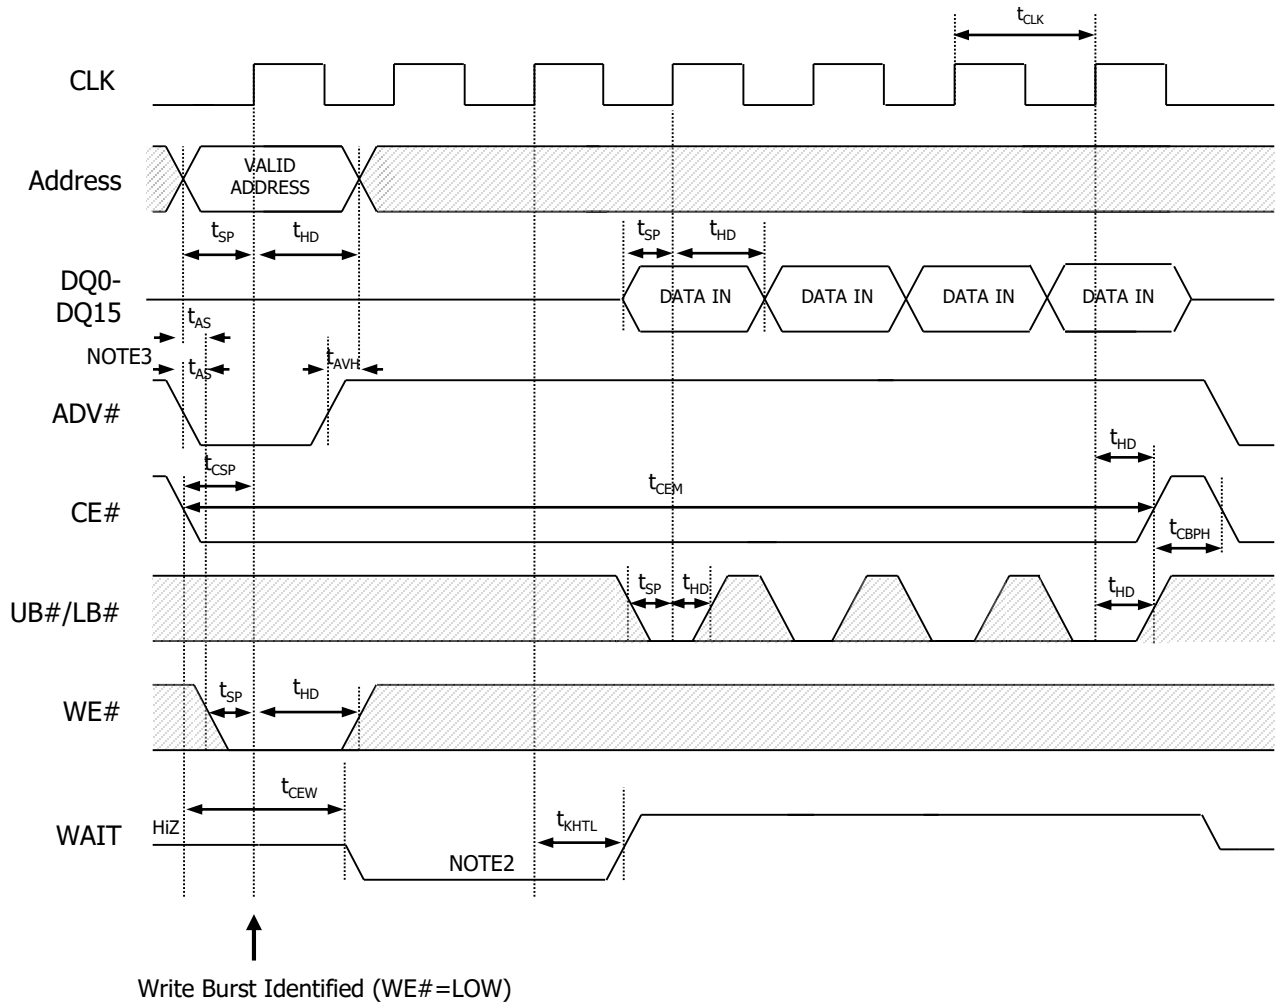 tCLK
CLK
VALID
ADDRESS
Address
tSP tHD tSP tHD
DQ0-
DQ15
DATA IN DATA IN DATA IN DATA IN
tAS
NOTE3
tAS tAVH
ADV#
tHD
tCSP
tCEM
CE#
tCBPH
tSP tHD tHD
UB#/LB#
tSP tHD
WE#
tCEW
HiZ tKHTL
WAIT
NOTE2
Write Burst Identified (WE#=LOW)